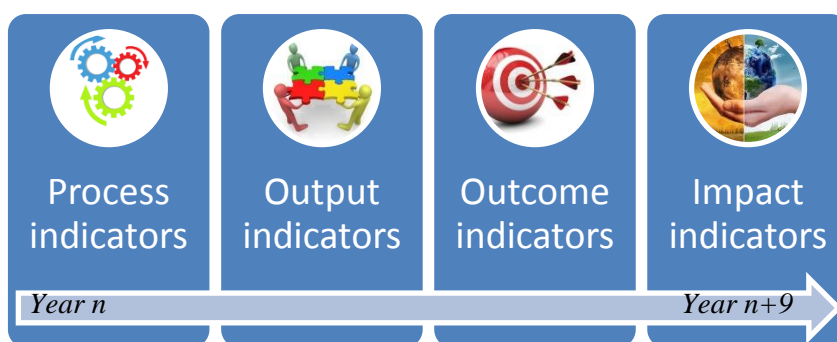 Process
indicators
Output
indicators
Outcome
indicators
Impact
indicators
Year n
Year n+9